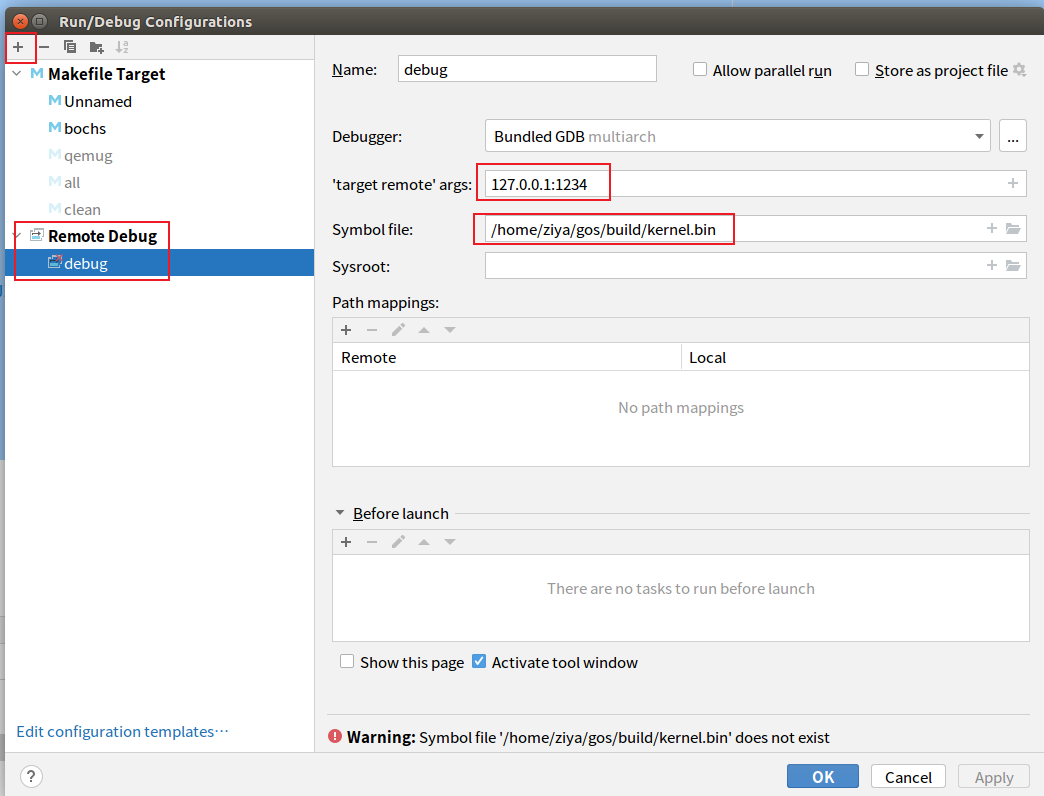 Run/Debug Configurations
Makefile Target
Unnamed
bochs
qemug
all
clean
Remote Debug
debug
Edit configuration templates...
Name: debug
Allow parallel run
Store as project file
Debugger: Bundled GDB multiarch
...
'target remote' args: 127.0.0.1:1234
Symbol file: /home/ziya/gos/build/kernel.bin
Sysroot:
Path mappings:
Remote Local
No path mappings
Before launch
There are no tasks to run before launch
Show this page Activate tool window
Warning: Symbol file '/home/ziya/gos/build/kernel.bin' does not exist
? OK Cancel Apply